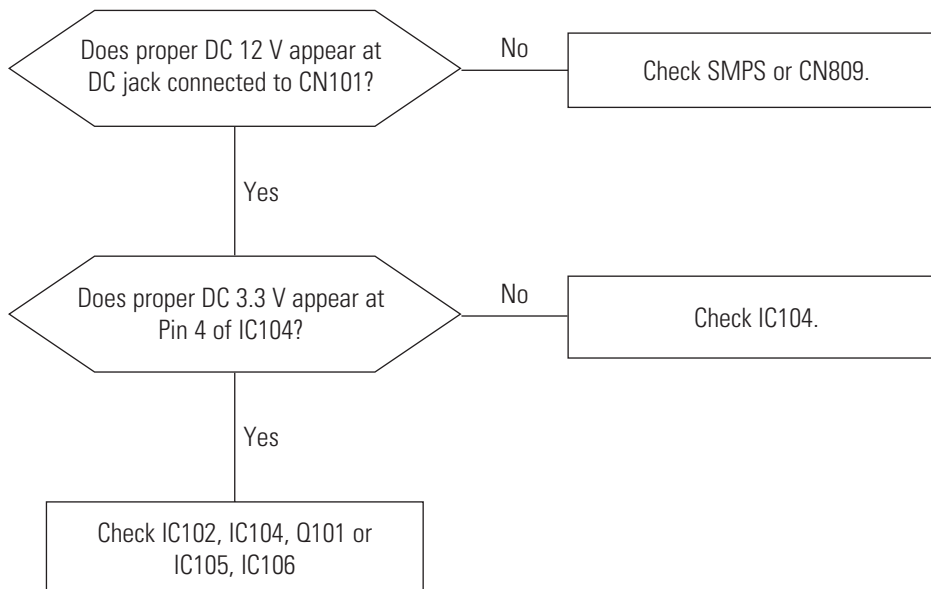 Does proper DC 12 V appear at
DC jack connected to CN101?
No
Check SMPS or CN809.
Yes
Does proper DC 3.3 V appear at
Pin 4 of IC104?
No
Check IC104.
Yes
Check IC102, IC104, Q101 or
IC105, IC106